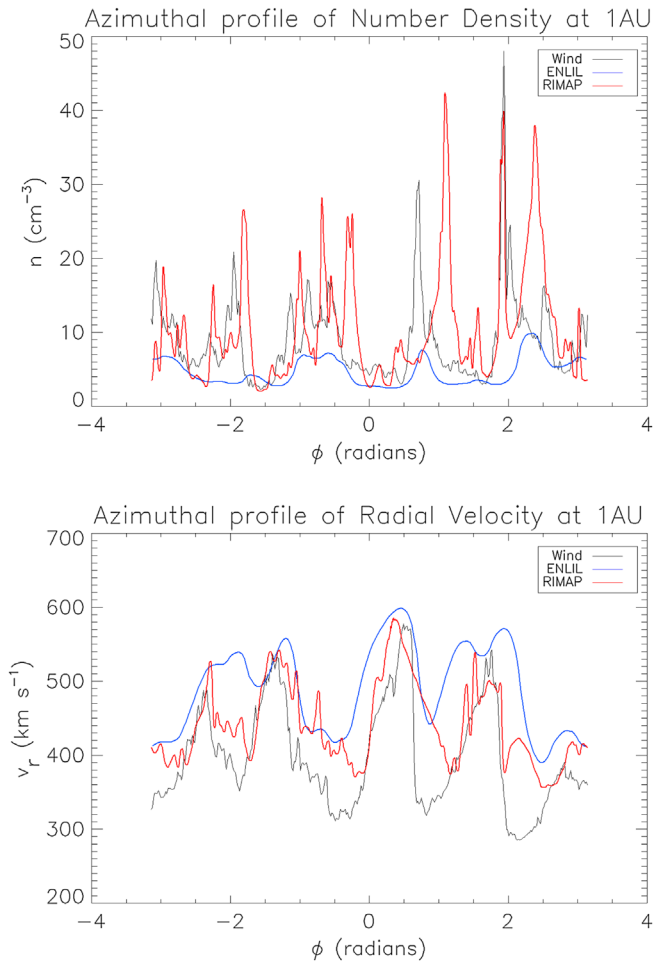 Azimuthal profile of Number Density at 1AU
50
40
30
20
10
0
n (cm⁻³)
Wind
ENLIL
RIMAP
−4
−2
0
2
4
ϕ (radians)
Azimuthal profile of Radial Velocity at 1AU
700
600
500
400
300
200
vᵣ (km s⁻¹)
Wind
ENLIL
RIMAP
−4
−2
0
2
4
ϕ (radians)